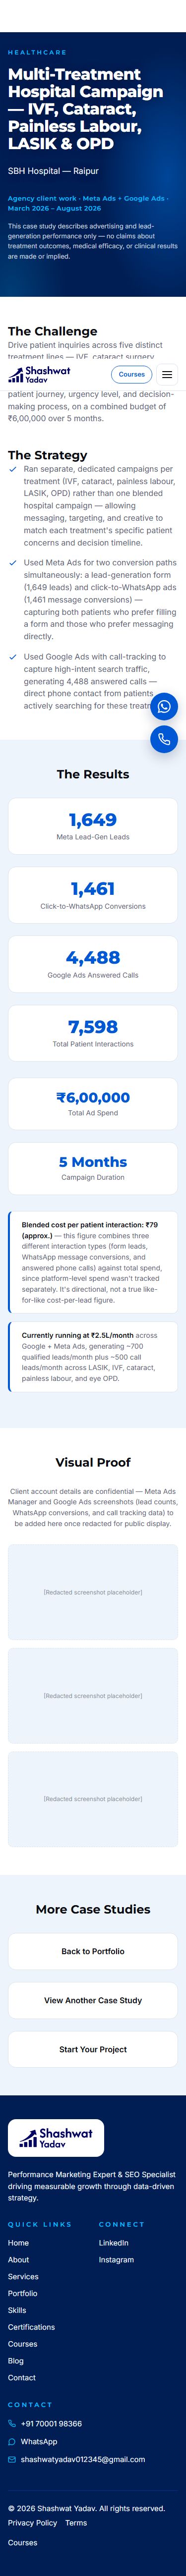 HEALTHCARE
Multi-Treatment
Hospital Campaign
— IVF, Cataract,
Painless Labour,
LASIK & OPD
SBH Hospital — Raipur
Agency client work · Meta Ads + Google Ads ·
March 2026 – August 2026
This case study describes advertising and lead-
generation performance only — no claims about
treatment outcomes, medical efficacy, or clinical results
are made or implied.
The Challenge
Drive patient inquiries across five distinct
treatment lines — IVF, cataract surgery,
Shashwat
Yadav
Courses
patient journey, urgency level, and decision-
making process, on a combined budget of
₹6,00,000 over 5 months.
The Strategy
Ran separate, dedicated campaigns per
treatment (IVF, cataract, painless labour,
LASIK, OPD) rather than one blended
hospital campaign — allowing
messaging, targeting, and creative to
match each treatment's specific patient
concerns and decision timeline.
Used Meta Ads for two conversion paths
simultaneously: a lead-generation form
(1,649 leads) and click-to-WhatsApp ads
(1,461 message conversions) —
capturing both patients who prefer filling
a form and those who prefer messaging
directly.
Used Google Ads with call-tracking to
capture high-intent search traffic,
generating 4,488 answered calls —
direct phone contact from patients
actively searching for these
The Results
1,649
Meta Lead-Gen Leads
1,461
Click-to-WhatsApp Conversions
4,488
Google Ads Answered Calls
7,598
Total Patient Interactions
₹6,00,000
Total Ad Spend
5 Months
Campaign Duration
Blended cost per patient interaction: ₹79
(approx.) — this figure combines three
different interaction types (form leads,
WhatsApp message conversions, and
answered phone calls) against total spend,
since platform-level spend wasn't tracked
separately. It's directional, not a true like-
for-like cost-per-lead figure.
Currently running at ₹2.5L/month across
Google + Meta Ads, generating ~700
qualified leads/month plus ~500 call
leads/month across LASIK, IVF, cataract,
painless labour, and eye OPD.
Visual Proof
Client account details are confidential — Meta Ads
Manager and Google Ads screenshots (lead counts,
WhatsApp conversions, and call tracking data) to
be added here once redacted for public display.
[Redacted screenshot placeholder]
[Redacted screenshot placeholder]
[Redacted screenshot placeholder]
More Case Studies
Back to Portfolio
View Another Case Study
Start Your Project
Shashwat
Yadav
Performance Marketing Expert & SEO Specialist
driving measurable growth through data-driven
strategy.
QUICK LINKS
Home
About
Services
Portfolio
Skills
Certifications
Courses
Blog
Contact
CONNECT
LinkedIn
Instagram
CONTACT
+91 70001 98366
WhatsApp
shashwatyadav012345@gmail.com
© 2026 Shashwat Yadav. All rights reserved.
Privacy Policy Terms
Courses